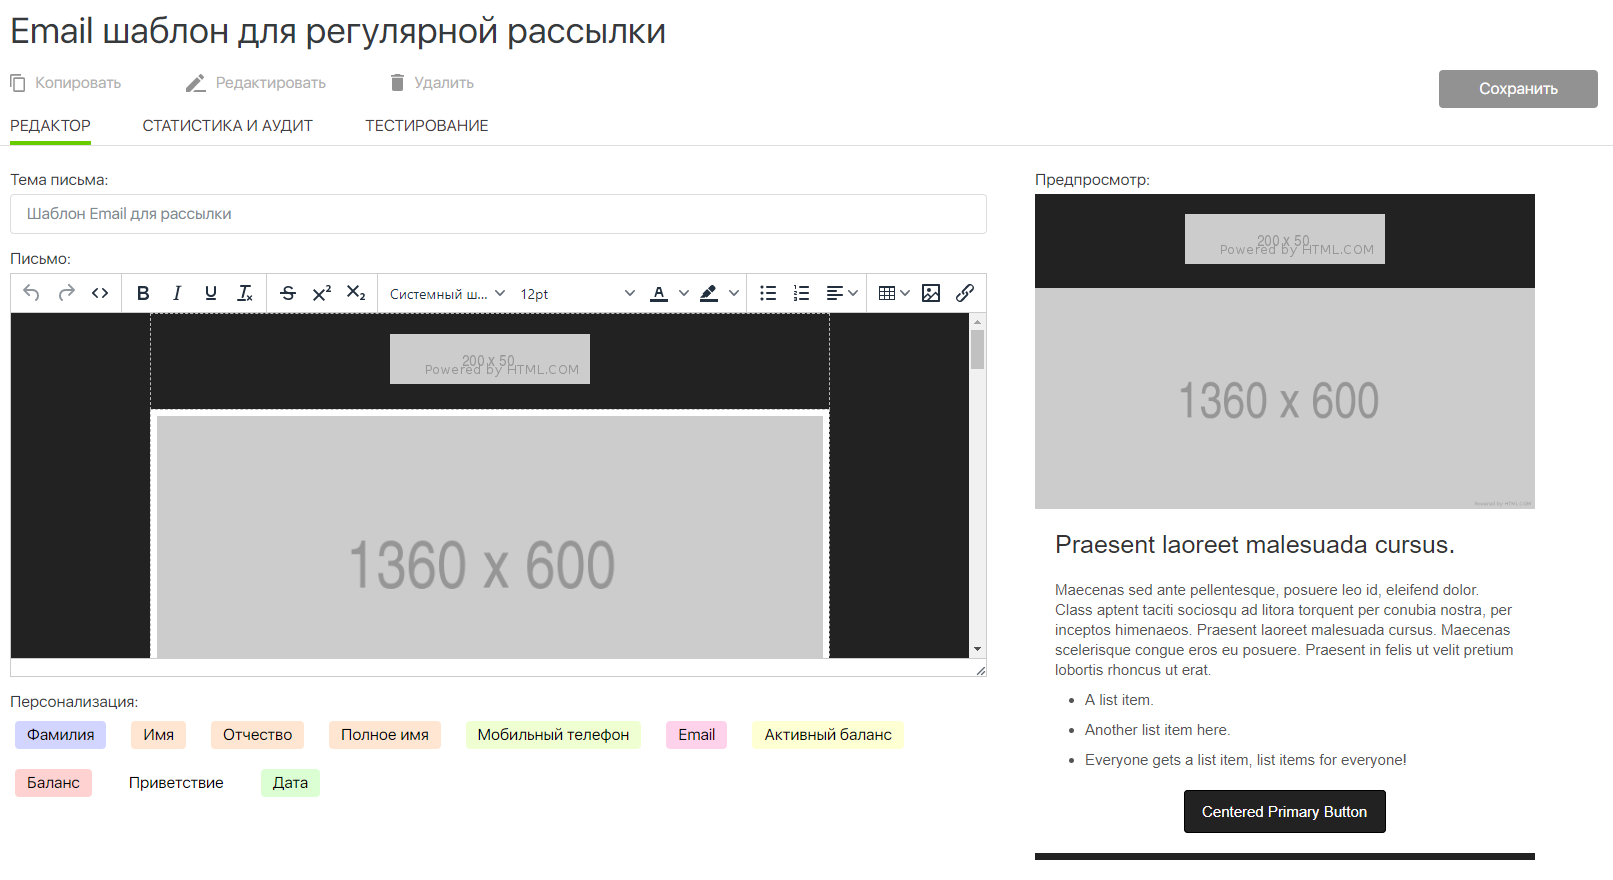 Email шаблон для регулярной рассылки
Копировать Редактировать Удалить
Сохранить
РЕДАКТОР СТАТИСТИКА И АУДИТ ТЕСТИРОВАНИЕ
Тема письма:
Шаблон Email для рассылки
Письмо:
Системный ш... 12pt
200 x 50
Powered by HTML.COM
1360 x 600
Персонализация:
Фамилия Имя Отчество Полное имя Мобильный телефон Email Активный баланс
Баланс Приветствие Дата
Предпросмотр:
200 x 50
Powered by HTML.COM
1360 x 600
Powered by HTML.COM
Praesent laoreet malesuada cursus.
Maecenas sed ante pellentesque, posuere leo id, eleifend dolor.
Class aptent taciti sociosqu ad litora torquent per conubia nostra, per
inceptos himenaeos. Praesent laoreet malesuada cursus. Maecenas
scelerisque congue eros eu posuere. Praesent in felis ut velit pretium
lobortis rhoncus ut erat.
• A list item.
• Another list item here.
• Everyone gets a list item, list items for everyone!
Centered Primary Button